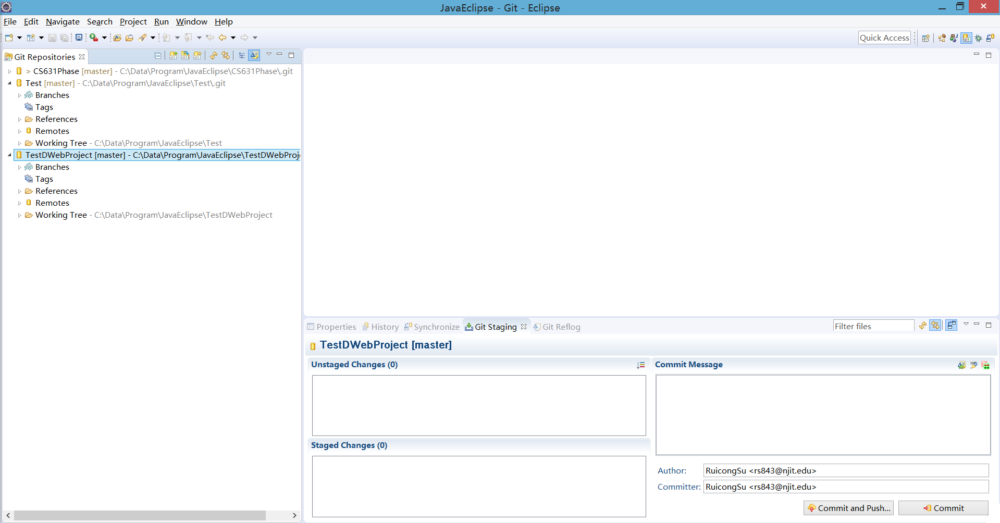 JavaEclipse - Git - Eclipse
File Edit Navigate Search Project Run Window Help
Quick Access
Git Repositories
> CS631Phase [master] - C:\Data\Program\JavaEclipse\CS631Phase\.git
Test [master] - C:\Data\Program\JavaEclipse\Test\.git
Branches
Tags
References
Remotes
Working Tree - C:\Data\Program\JavaEclipse\Test
TestDWebProject [master] - C:\Data\Program\JavaEclipse\TestDWebProj
Branches
Tags
References
Remotes
Working Tree - C:\Data\Program\JavaEclipse\TestDWebProject
Properties History Synchronize Git Staging Git Reflog
Filter files
TestDWebProject [master]
Unstaged Changes (0)
Commit Message
Staged Changes (0)
Author: RuicongSu <rs843@njit.edu>
Committer: RuicongSu <rs843@njit.edu>
Commit and Push... Commit